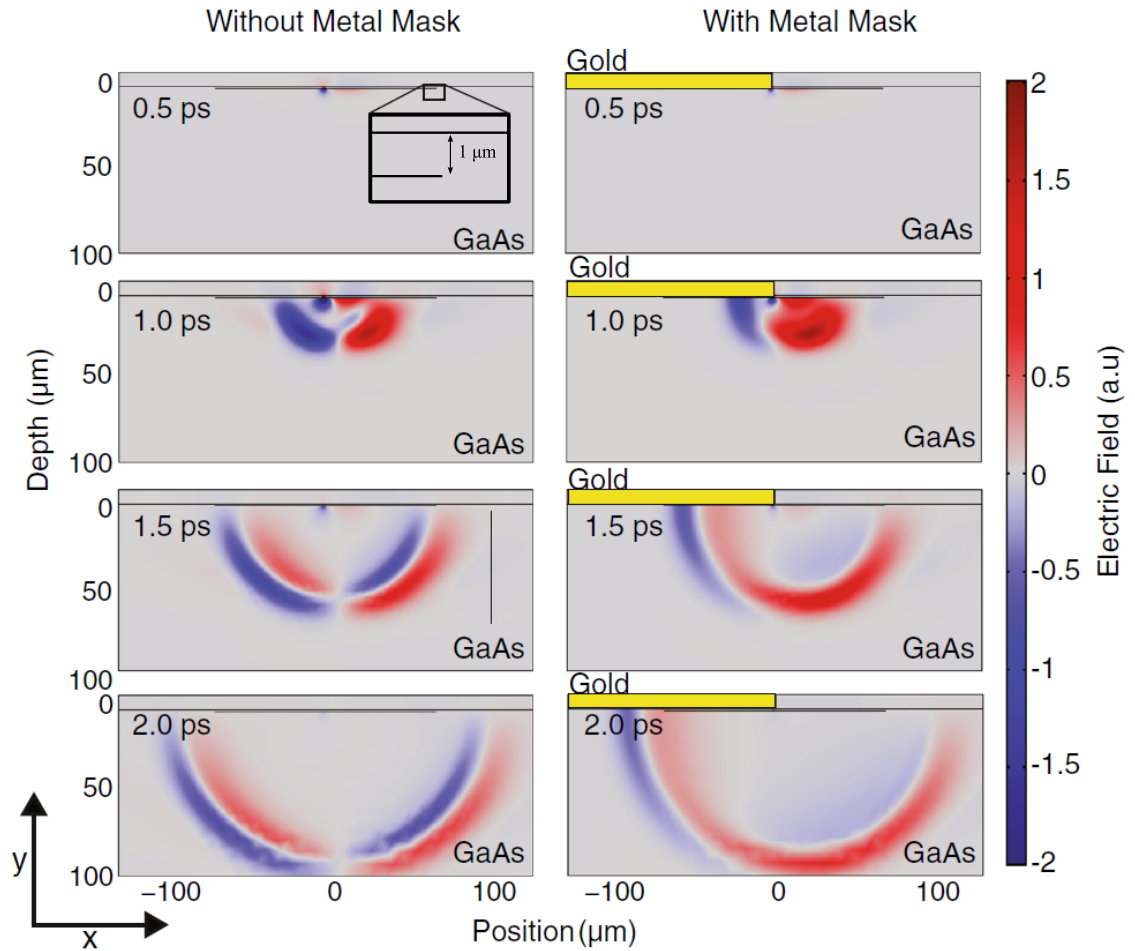 Without Metal Mask
With Metal Mask
Gold
0
0.5 ps
1 μm
50
GaAs
100
0.5 ps
GaAs
Gold
0
1.0 ps
50
GaAs
100
1.0 ps
GaAs
Gold
0
1.5 ps
50
GaAs
100
1.5 ps
GaAs
Gold
0
2.0 ps
50
GaAs
100
2.0 ps
GaAs
Depth (μm)
−100
0
100
−100
0
100
Position (μm)
y
x
2
1.5
1
0.5
0
-0.5
-1
-1.5
-2
Electric Field (a.u)